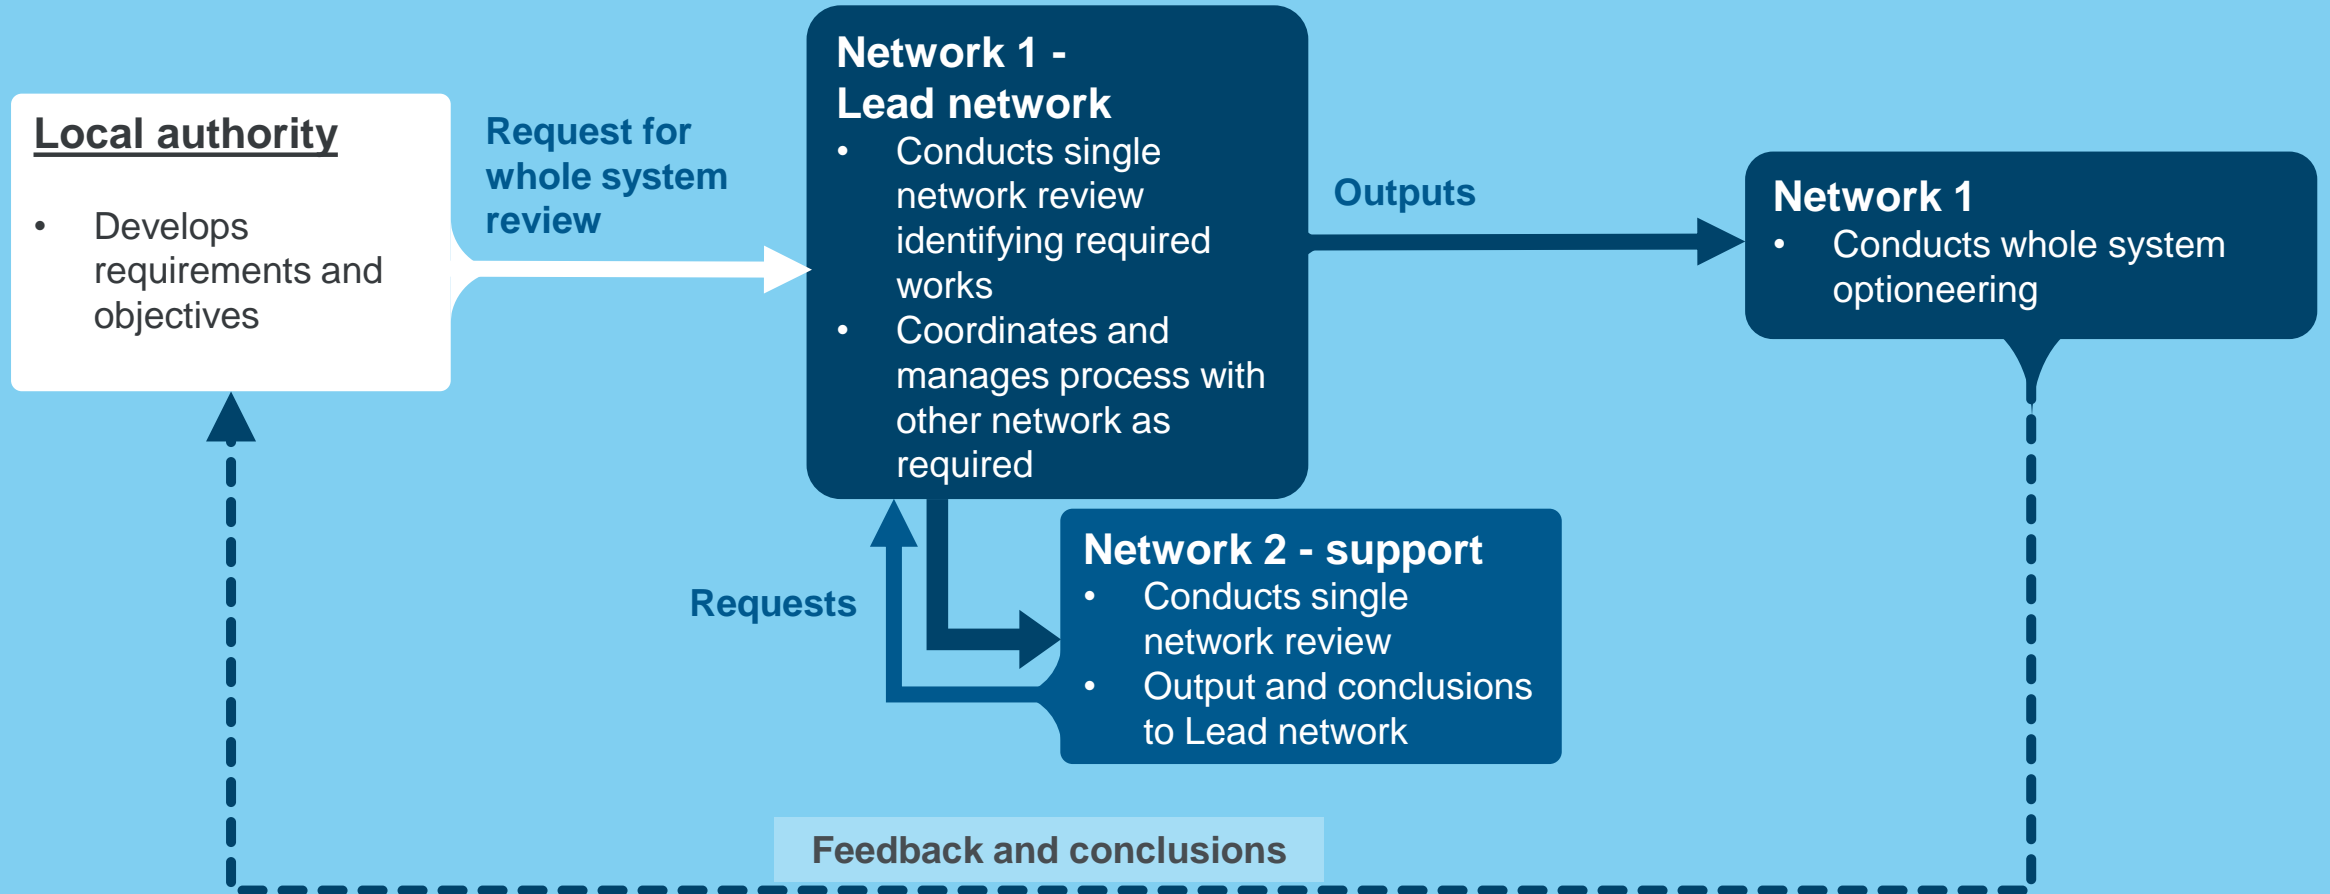 Local authority
• Develops
requirements and
objectives
Request for
whole system
review
Network 1 -
Lead network
• Conducts single
network review
identifying required
works
• Coordinates and
manages process with
other network as
required
Outputs
Network 1
• Conducts whole system
optioneering
Requests
Network 2 - support
• Conducts single
network review
• Output and conclusions
to Lead network
Feedback and conclusions